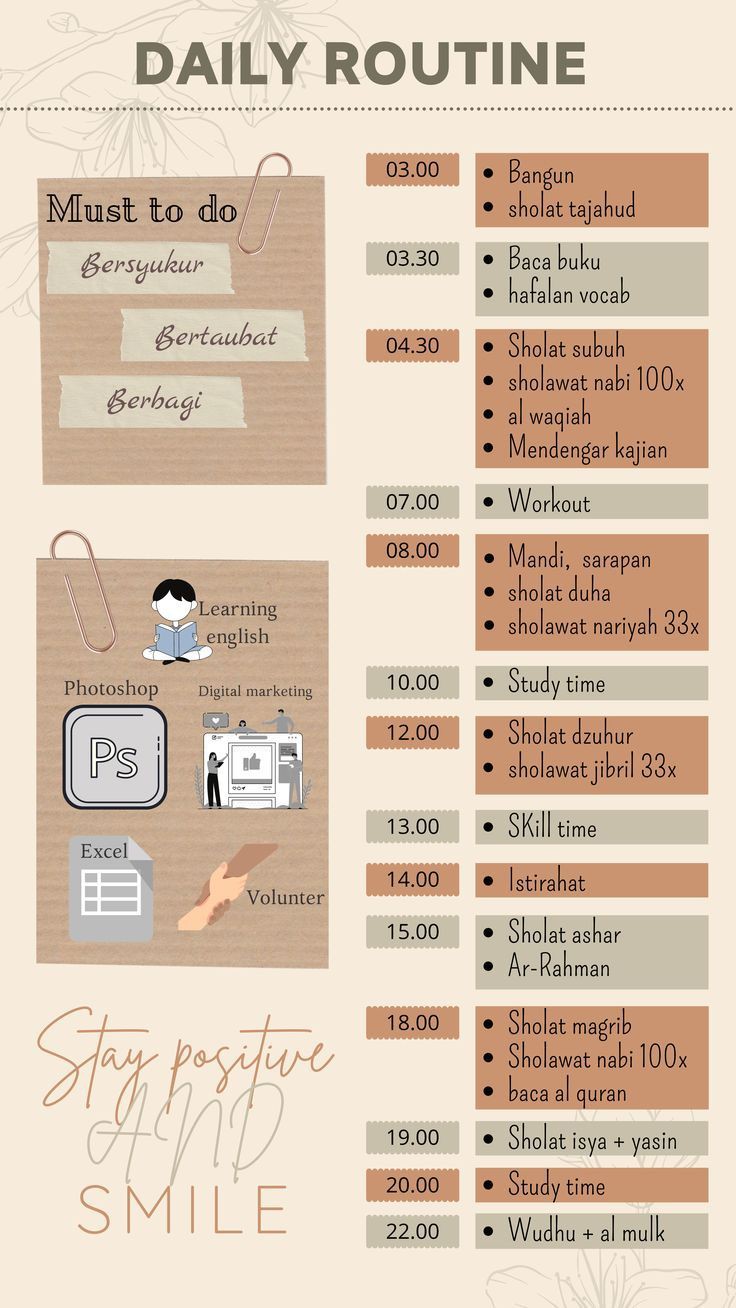 DAILY ROUTINE
Must to do
Bersyukur
Bertaubat
Berbagi
Learning
english
Photoshop
Digital marketing
Ps
Excel
Volunter
Stay positive
AND
SMILE
03.00
Bangun
sholat tajahud
03.30
Baca buku
hafalan vocab
04.30
Sholat subuh
sholawat nabi 100x
al waqiah
Mendengar kajian
07.00
Workout
08.00
Mandi, sarapan
sholat duha
sholawat nariyah 33x
10.00
Study time
12.00
Sholat dzuhur
sholawat jibril 33x
13.00
SKill time
14.00
Istirahat
15.00
Sholat ashar
Ar-Rahman
18.00
Sholat magrib
Sholawat nabi 100x
baca al quran
19.00
Sholat isya + yasin
20.00
Study time
22.00
Wudhu + al mulk